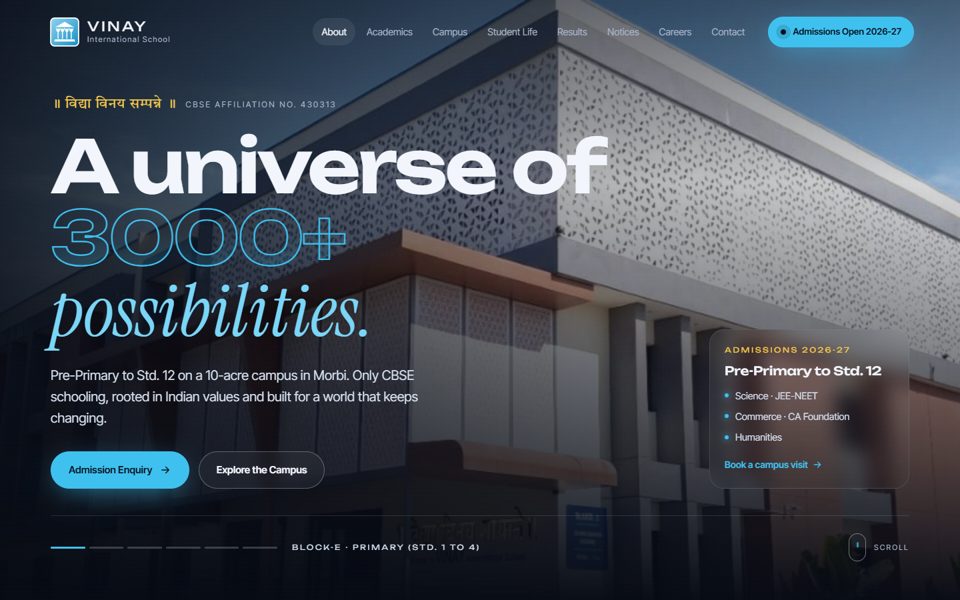 VINAY
International School
About Academics Campus Student Life Results Notices Careers Contact
Admissions Open 2026-27
॥ विद्या विनय सम्पन्ने ॥ CBSE AFFILIATION NO. 430313
A universe of
3000+
possibilities.
Pre-Primary to Std. 12 on a 10-acre campus in Morbi. Only CBSE
schooling, rooted in Indian values and built for a world that keeps
changing.
Admission Enquiry → Explore the Campus
ADMISSIONS 2026-27
Pre-Primary to Std. 12
Science · JEE-NEET
Commerce · CA Foundation
Humanities
Book a campus visit →
BLOCK-E · PRIMARY (STD. 1 TO 4)
SCROLL